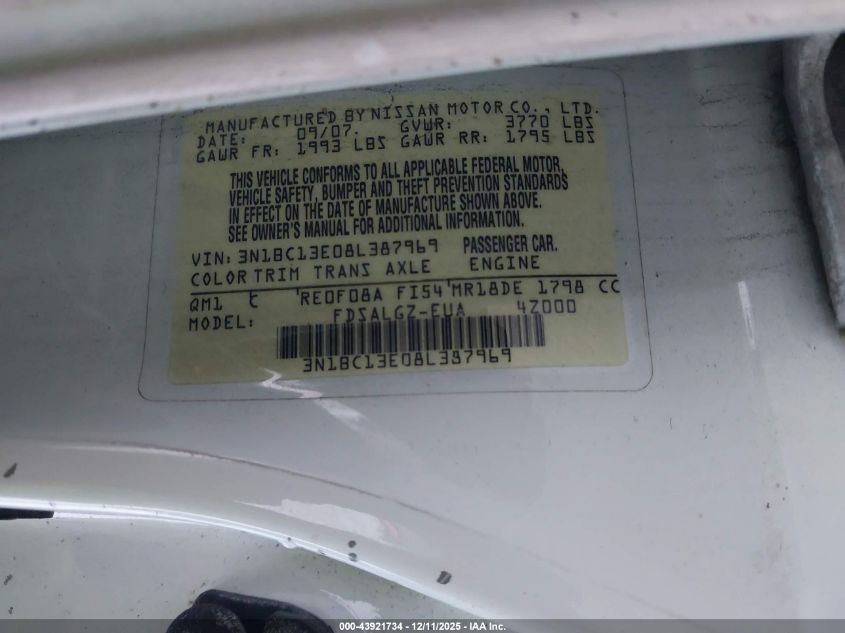 MANUFACTURED BY NISSAN MOTOR CO., LTD.
DATE: 09/07. GVWR: 3770 LBS
GAWR FR: 1993 LBS GAWR RR: 1795 LBS
THIS VEHICLE CONFORMS TO ALL APPLICABLE FEDERAL MOTOR
VEHICLE SAFETY, BUMPER AND THEFT PREVENTION STANDARDS
IN EFFECT ON THE DATE OF MANUFACTURE SHOWN ABOVE.
SEE OWNER'S MANUAL FOR ADDITIONAL INFORMATION.
VIN: 3N1BC13E08L387969 PASSENGER CAR.
COLOR TRIM TRANS AXLE ENGINE
QM1 RE0F08A FI54 MR18DE 1798 CC
MODEL: FDSALGZ-EUA 4Z000
3N1BC13E08L387969
000-43921734 - 12/11/2025 - IAA Inc.